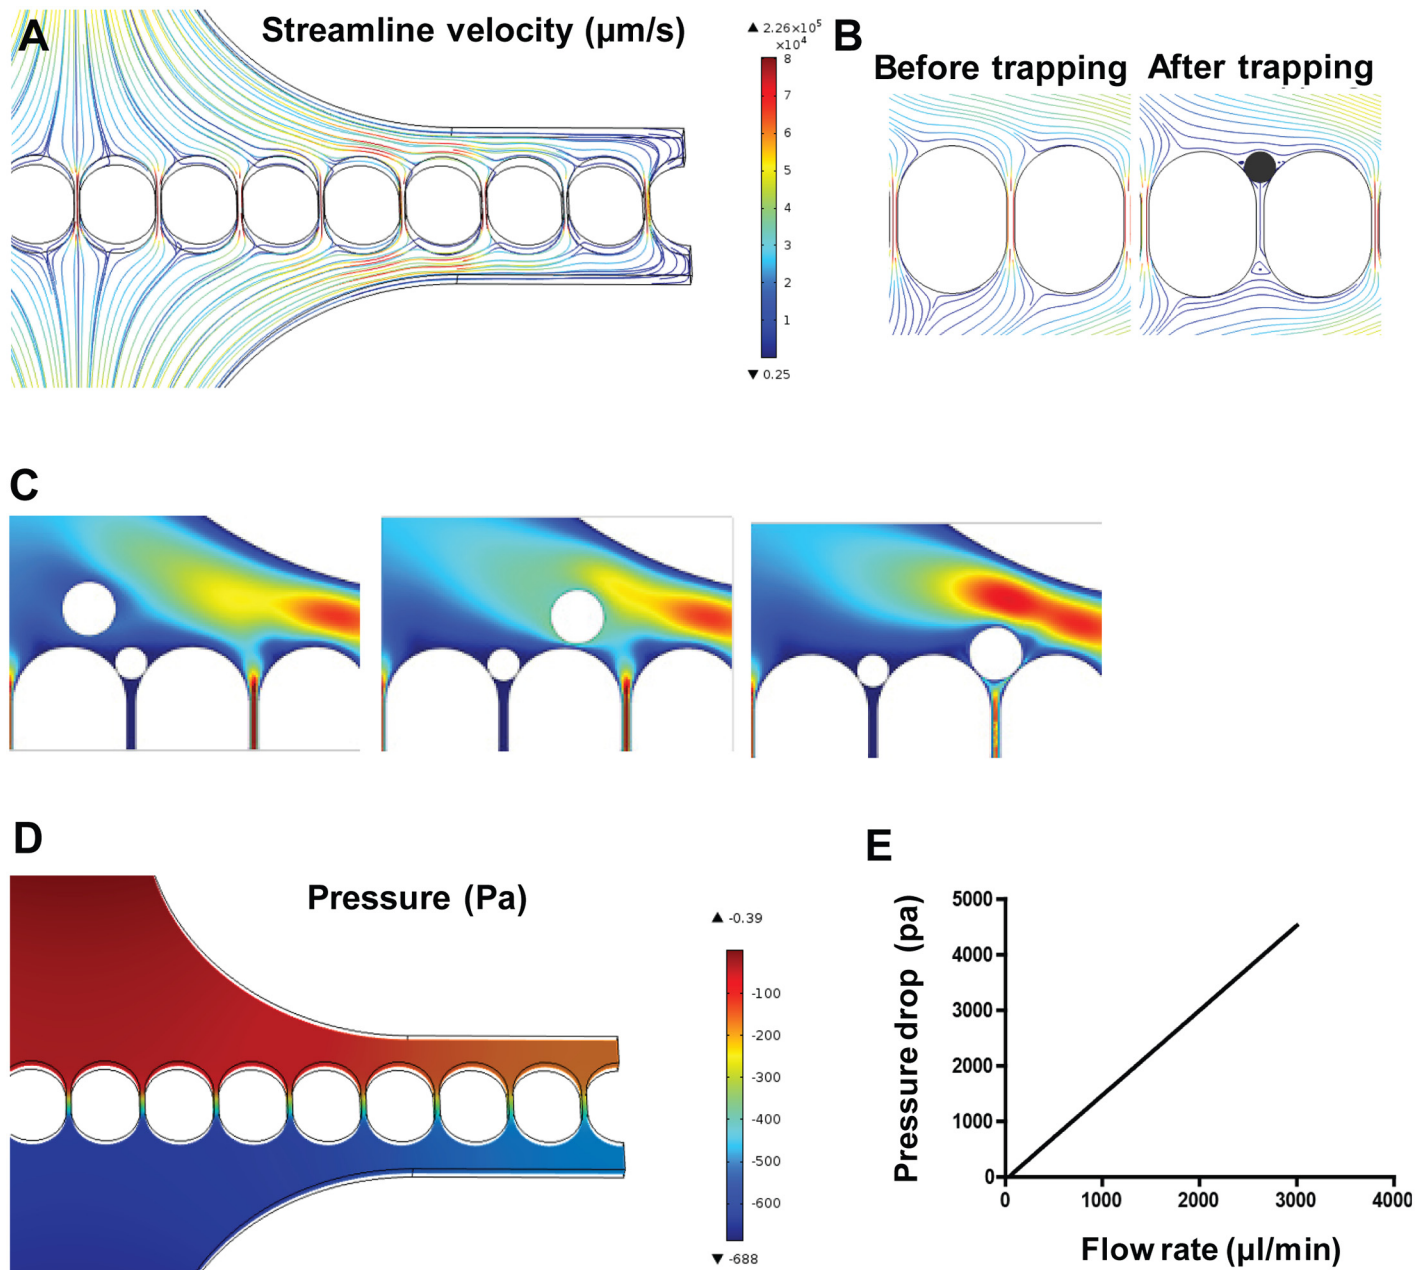 A
Streamline velocity (µm/s)
▲ 2.26×10⁵
×10⁴
8
7
6
5
4
3
2
1
▼ 0.25
B
Before trapping
After trapping
C
D
Pressure (Pa)
▲ -0.39
-100
-200
-300
-400
-500
-600
▼ -688
E
Pressure drop (pa)
5000
4000
3000
2000
1000
0
0 1000 2000 3000 4000
Flow rate (µl/min)